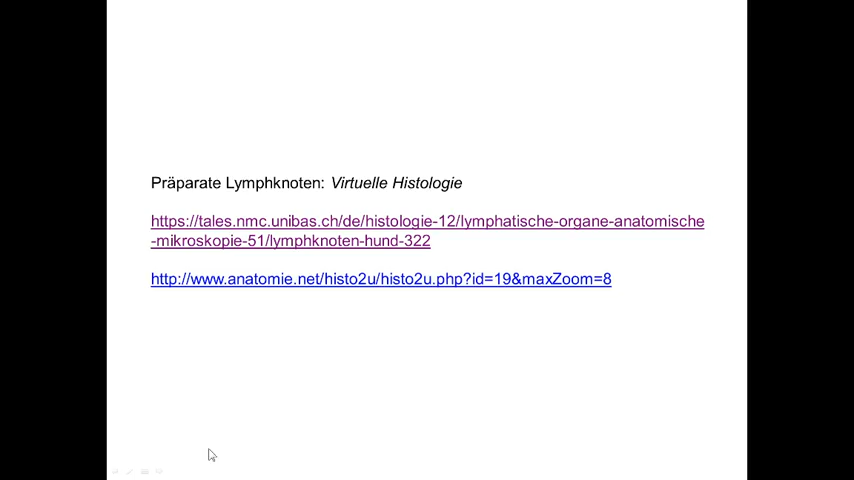 Präparate Lymphknoten: Virtuelle Histologie
https://tales.nmc.unibas.ch/de/histologie-12/lymphatische-organe-anatomische
-mikroskopie-51/lymphknoten-hund-322
http://www.anatomie.net/histo2u/histo2u.php?id=19&maxZoom=8